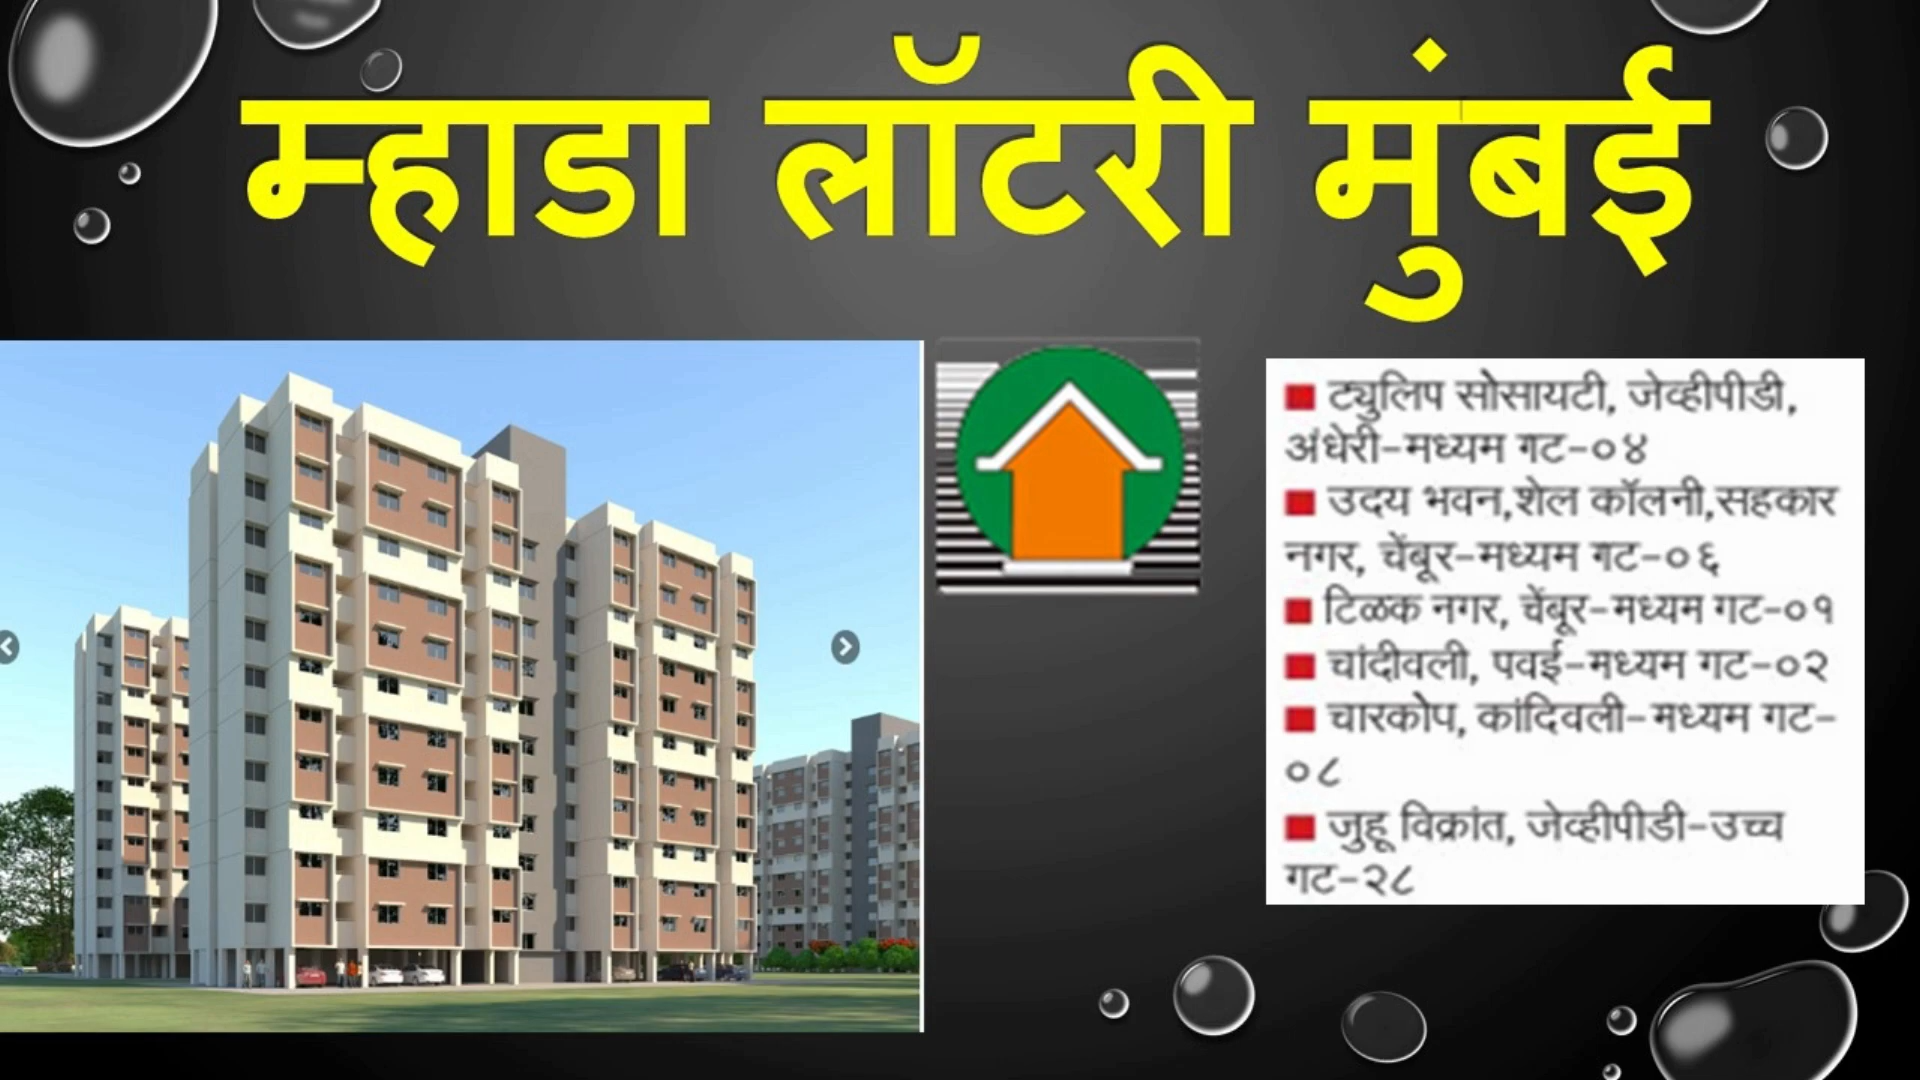 म्हाडा लॉटरी मुंबई
■ ट्युलिप सोसायटी, जेव्हीपीडी,
अंधेरी-मध्यम गट-०४
■ उदय भवन,शेल कॉलनी,सहकार
नगर, चेंबूर-मध्यम गट-०६
■ टिळक नगर, चेंबूर-मध्यम गट-०१
■ चांदीवली, पवई-मध्यम गट-०२
■ चारकोप, कांदिवली-मध्यम गट-
०८
■ जुहू विक्रांत, जेव्हीपीडी-उच्च
गट-२८